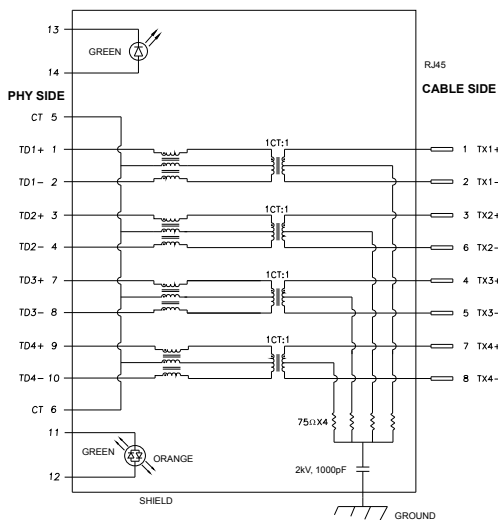 13
GREEN
14
RJ45
PHY SIDE
CABLE SIDE
CT 5
1CT:1
TD1+ 1
1 TX1+
TD1- 2
2 TX1-
1CT:1
TD2+ 3
3 TX2+
TD2- 4
6 TX2-
1CT:1
TD3+ 7
4 TX3+
TD3- 8
5 TX3-
1CT:1
TD4+ 9
7 TX4+
TD4- 10
8 TX4-
CT 6
75ΩX4
11
GREEN
ORANGE
2kV, 1000pF
12
SHIELD
GROUND